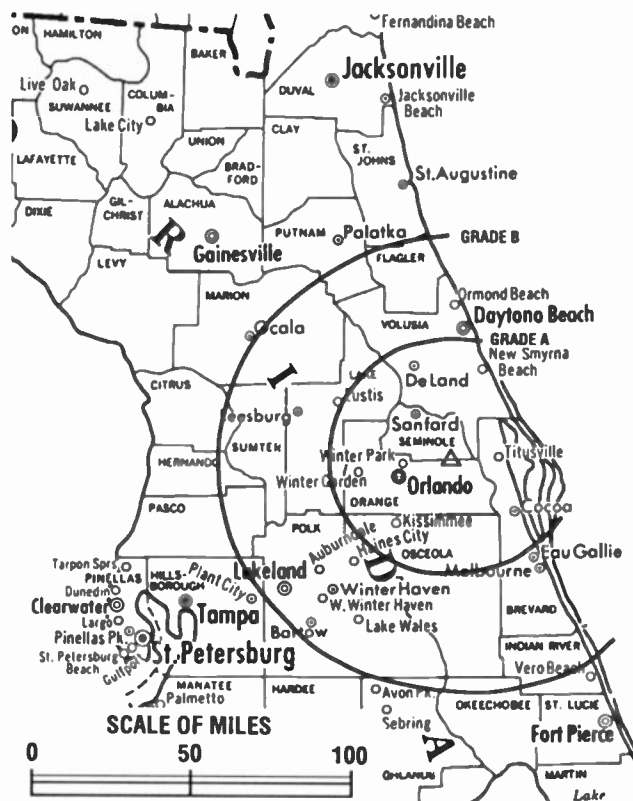 Fernandina Beach
ON
HAMILTON
BAKER
Jacksonville
DUVAL
Live Oak
SUWANNEE
COLUM-
BIA
Jacksonville
Beach
Lake City
CLAY
UNION
ST.
JOHNS
LAFAYETTE
BRAD-
FORD
St. Augustine
GIL-
CHRIST
ALACHUA
DIXIE
PUTNAM
Palatka
GRADE B
R
Gainesville
FLAGLER
LEVY
MARION
Ormond Beach
Daytona Beach
VOLUSIA
Ocala
GRADE A
New Smyrna
Beach
I
LAKE
DeLand
CITRUS
Eustis
eesburg
Sanford
SEMINOLE
SUMTER
HERNANDO
Winter Park
Titusville
Winter Garden
Orlando
ORANGE
PASCO
Cocoa
POLK
Kissimmee
Auburndale
Haines City
OSCEOLA
Eau Gallie
Tarpon Sprs.
PINELLAS
HILLS-
BOROUGH
Plant City
Lakeland
D
Melbourne
Dunedin
Clearwater
Winter Haven
Tampa
W. Winter Haven
BREVARD
Largo
Bartow
Lake Wales
Pinellas Pk.
St. Petersburg
INDIAN RIVER
St. Petersburg
Beach
Gulfport
Vero Beach
MANATEE
HARDEE
Avon Pk.
OKEECHOBEE
ST. LUCIE
Palmetto
Sebring
SCALE OF MILES
A
Fort Pierce
0 50 100
MARTIN
Lake